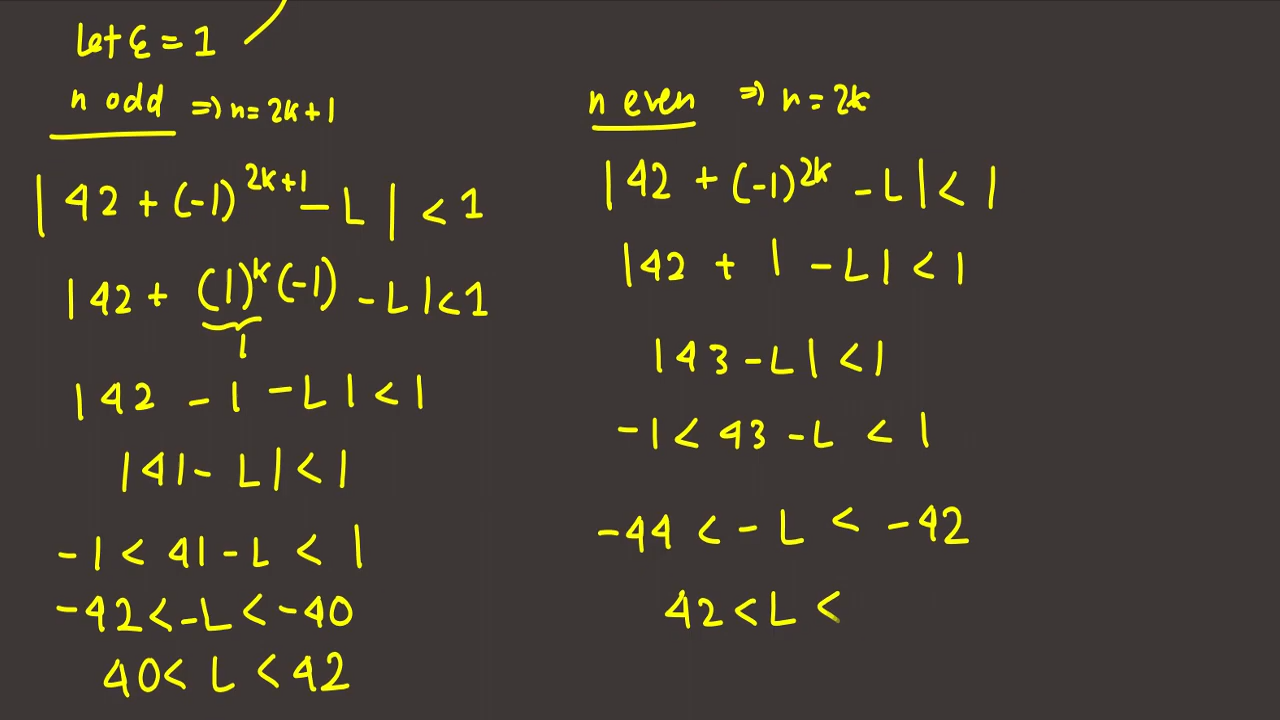 Let ε = 1
n odd ⇒ n = 2k + 1
|42 + (-1)^{2k+1} - L| < 1
|42 + (1)^k (-1) - L| < 1
1
|42 - 1 - L| < 1
|41 - L| < 1
-1 < 41 - L < 1
-42 < -L < -40
40 < L < 42
n even ⇒ n = 2k
|42 + (-1)^{2k} - L| < 1
|42 + 1 - L| < 1
|43 - L| < 1
-1 < 43 - L < 1
-44 < -L < -42
42 < L <